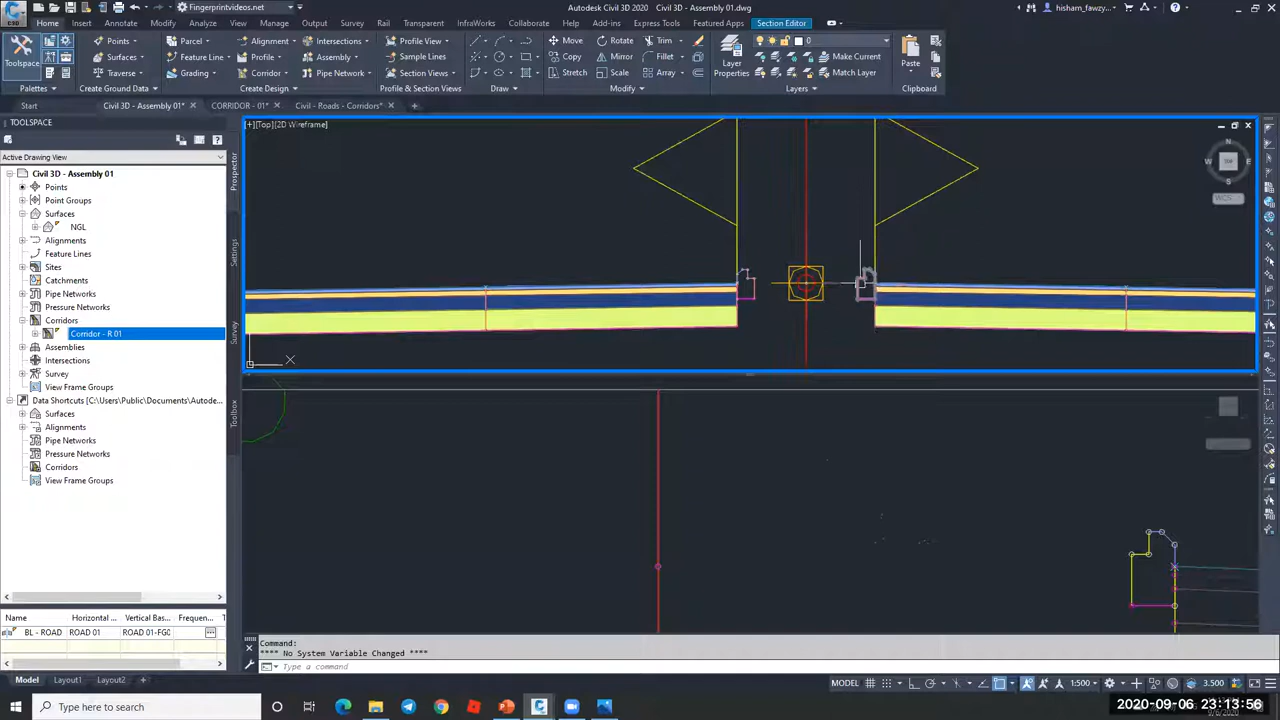 Fingerprintvideos.net
Autodesk Civil 3D 2020
Civil 3D - Assembly 01.dwg
hisham_fawzy...
C3D
Home
Insert
Annotate
Modify
Analyze
View
Manage
Output
Survey
Rail
Transparent
InfraWorks
Collaborate
Help
Add-ins
Express Tools
Featured Apps
Section Editor
Toolspace
Palettes
Points
Surfaces
Traverse
Create Ground Data
Parcel
Feature Line
Grading
Alignment
Profile
Corridor
Intersections
Assembly
Pipe Network
Create Design
Profile View
Sample Lines
Section Views
Profile & Section Views
Draw
Move
Copy
Stretch
Rotate
Mirror
Scale
Trim
Fillet
Array
Modify
Layer Properties
0
Make Current
Match Layer
Layers
Paste
Clipboard
Start
Civil 3D - Assembly 01*
CORRIDOR - 01*
Civil - Roads - Corridors*
TOOLSPACE
Active Drawing View
Civil 3D - Assembly 01
Points
Point Groups
Surfaces
NGL
Alignments
Feature Lines
Sites
Catchments
Pipe Networks
Pressure Networks
Corridors
Corridor - R 01
Assemblies
Intersections
Survey
View Frame Groups
Data Shortcuts [C:\Users\Public\Documents\Autode...
Surfaces
Alignments
Pipe Networks
Pressure Networks
Corridors
View Frame Groups
Prospector
Settings
Survey
Toolbox
Name Horizontal ... Vertical Bas... Frequen... T
BL - ROAD ROAD 01 ROAD 01-FG(
[+][Top][2D Wireframe]
N
W
S
E
Command:
**** No System Variable Changed ****
Type a command
Model
Layout1
Layout2
MODEL
1:500
3.500
Type here to search
2020-09-06 23:13:56